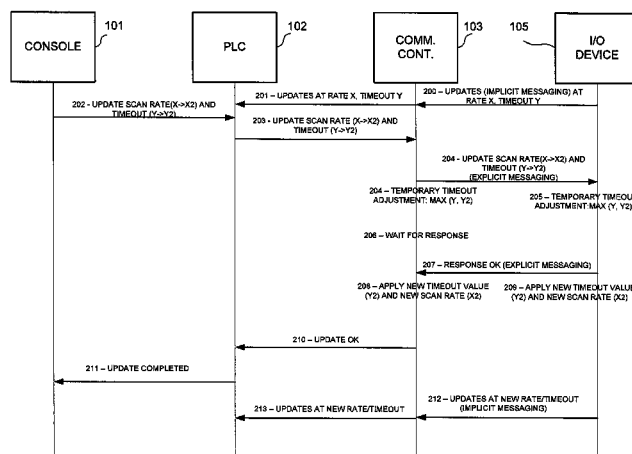 101
102
103
105
CONSOLE
PLC
COMM.
CONT.
I/O
DEVICE
201 – UPDATES AT RATE X, TIMEOUT Y
200 – UPDATES (IMPLICIT MESSAGING) AT
RATE X, TIMEOUT Y
202 - UPDATE SCAN RATE(X->X2) AND
TIMEOUT (Y->Y2)
203 - UPDATE SCAN RATE (X->X2) AND
TIMEOUT (Y->Y2)
204 - UPDATE SCAN RATE(X->X2) AND
TIMEOUT (Y->Y2)
(EXPLICIT MESSAGING)
204 – TEMPORARY TIMEOUT
ADJUSTMENT: MAX (Y, Y2)
205 – TEMPORARY TIMEOUT
ADJUSTMENT: MAX (Y, Y2)
206 – WAIT FOR RESPONSE
207 – RESPONSE OK (EXPLICIT MESSAGING)
208 – APPLY NEW TIMEOUT VALUE
(Y2) AND NEW SCAN RATE (X2)
209 – APPLY NEW TIMEOUT VALUE
(Y2) AND NEW SCAN RATE (X2)
210 – UPDATE OK
211 – UPDATE COMPLETED
212 – UPDATES AT NEW RATE/TIMEOUT
(IMPLICIT MESSAGING)
213 – UPDATES AT NEW RATE/TIMEOUT